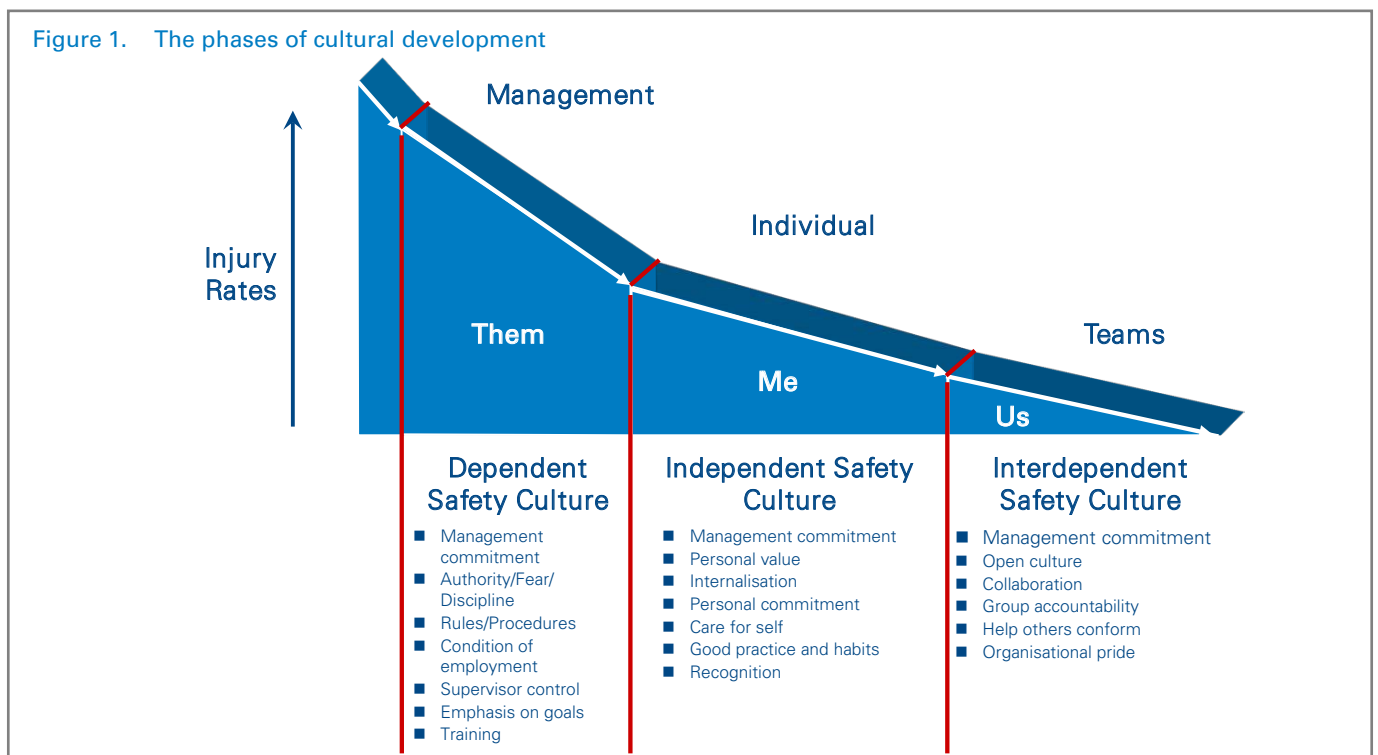 Figure 1. The phases of cultural development
Management
Individual
Injury
Rates
Teams
Them
Me
Us
Dependent
Safety Culture
Management
commitment
Authority/Fear/
Discipline
Rules/Procedures
Condition of
employment
Supervisor control
Emphasis on goals
Training
Independent Safety
Culture
Management commitment
Personal value
Internalisation
Personal commitment
Care for self
Good practice and habits
Recognition
Interdependent
Safety Culture
Management commitment
Open culture
Collaboration
Group accountability
Help others conform
Organisational pride